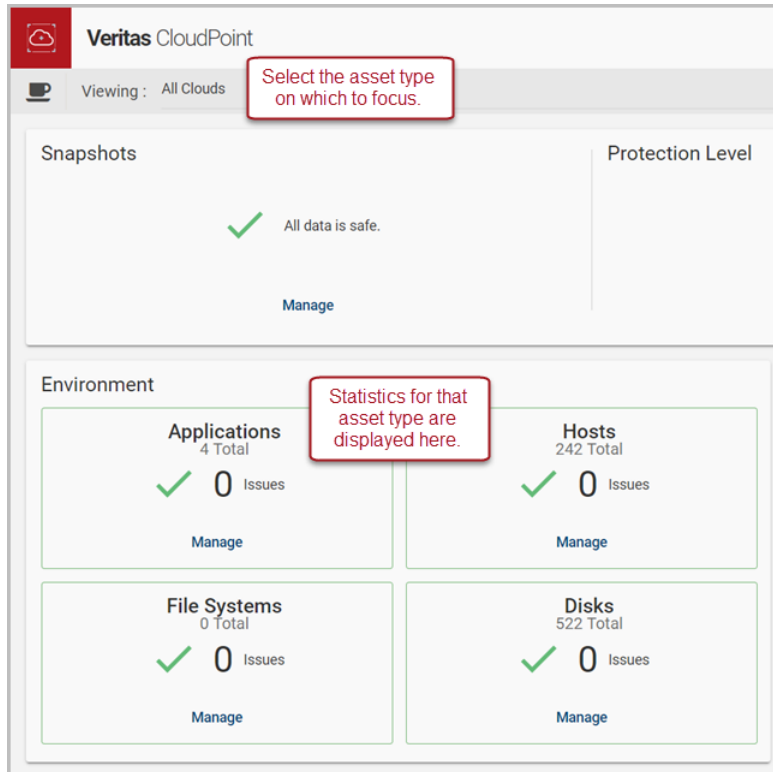 Veritas CloudPoint
Viewing : All Clouds
Select the asset type
on which to focus.
Snapshots
All data is safe.
Manage
Protection Level
Environment
Statistics for that
asset type are
displayed here.
Applications
4 Total
0 Issues
Manage
Hosts
242 Total
0 Issues
Manage
File Systems
0 Total
0 Issues
Manage
Disks
522 Total
0 Issues
Manage